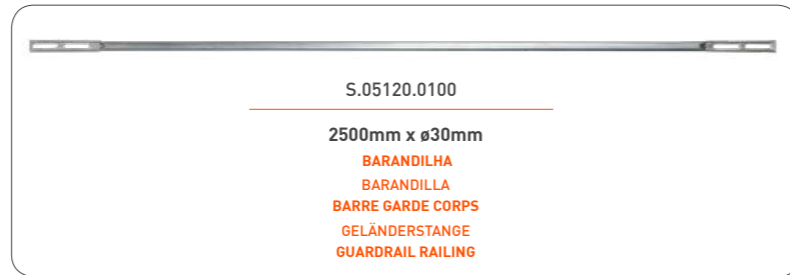 S.05120.0100
2500mm x ø30mm
BARANDILHA
BARANDILLA
BARRE GARDE CORPS
GELÄNDERSTANGE
GUARDRAIL RAILING